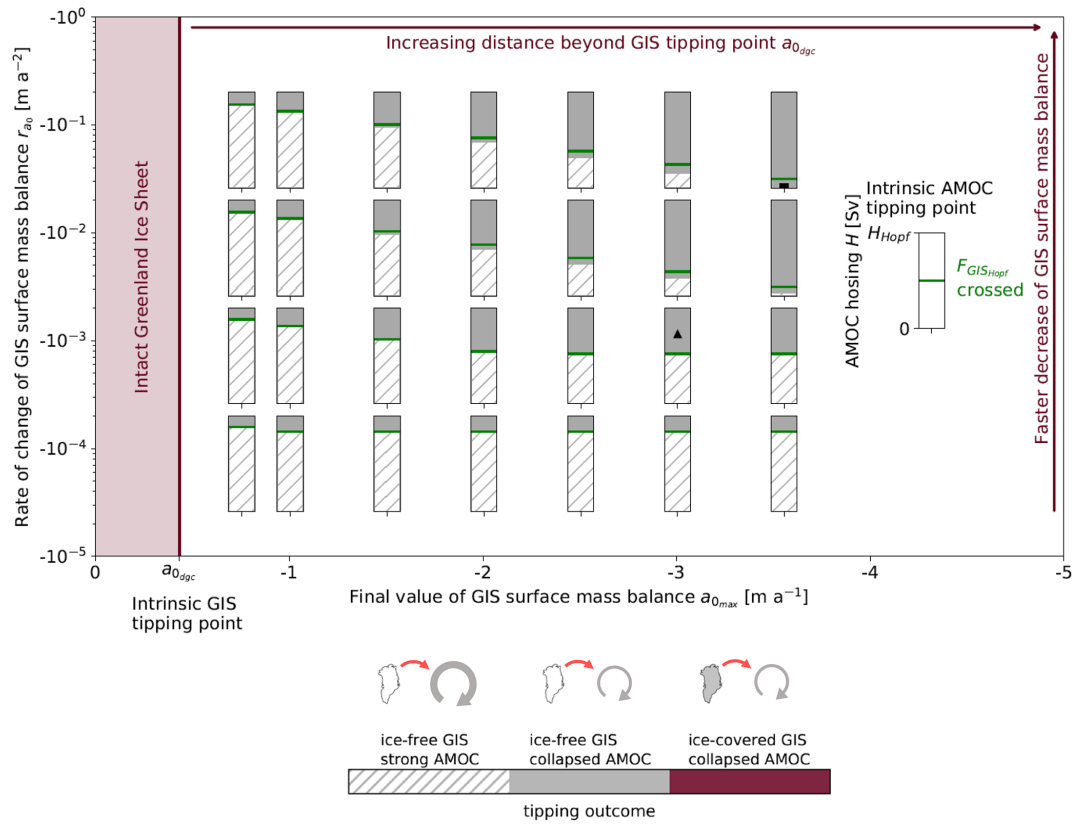 Increasing distance beyond GIS tipping point a₀dgc
Rate of change of GIS surface mass balance rₐ₀ [m a⁻²]
-10⁰
-10⁻¹
-10⁻²
-10⁻³
-10⁻⁴
-10⁻⁵
Intact Greenland Ice Sheet
Intrinsic AMOC
tipping point
AMOC hosing H [Sv]
H_Hopf
0
F_GIS_Hopf
crossed
Faster decrease of GIS surface mass balance
0
a₀dgc
-1
-2
-3
-4
-5
Intrinsic GIS
tipping point
Final value of GIS surface mass balance a₀max [m a⁻¹]
ice-free GIS
strong AMOC
ice-free GIS
collapsed AMOC
ice-covered GIS
collapsed AMOC
tipping outcome